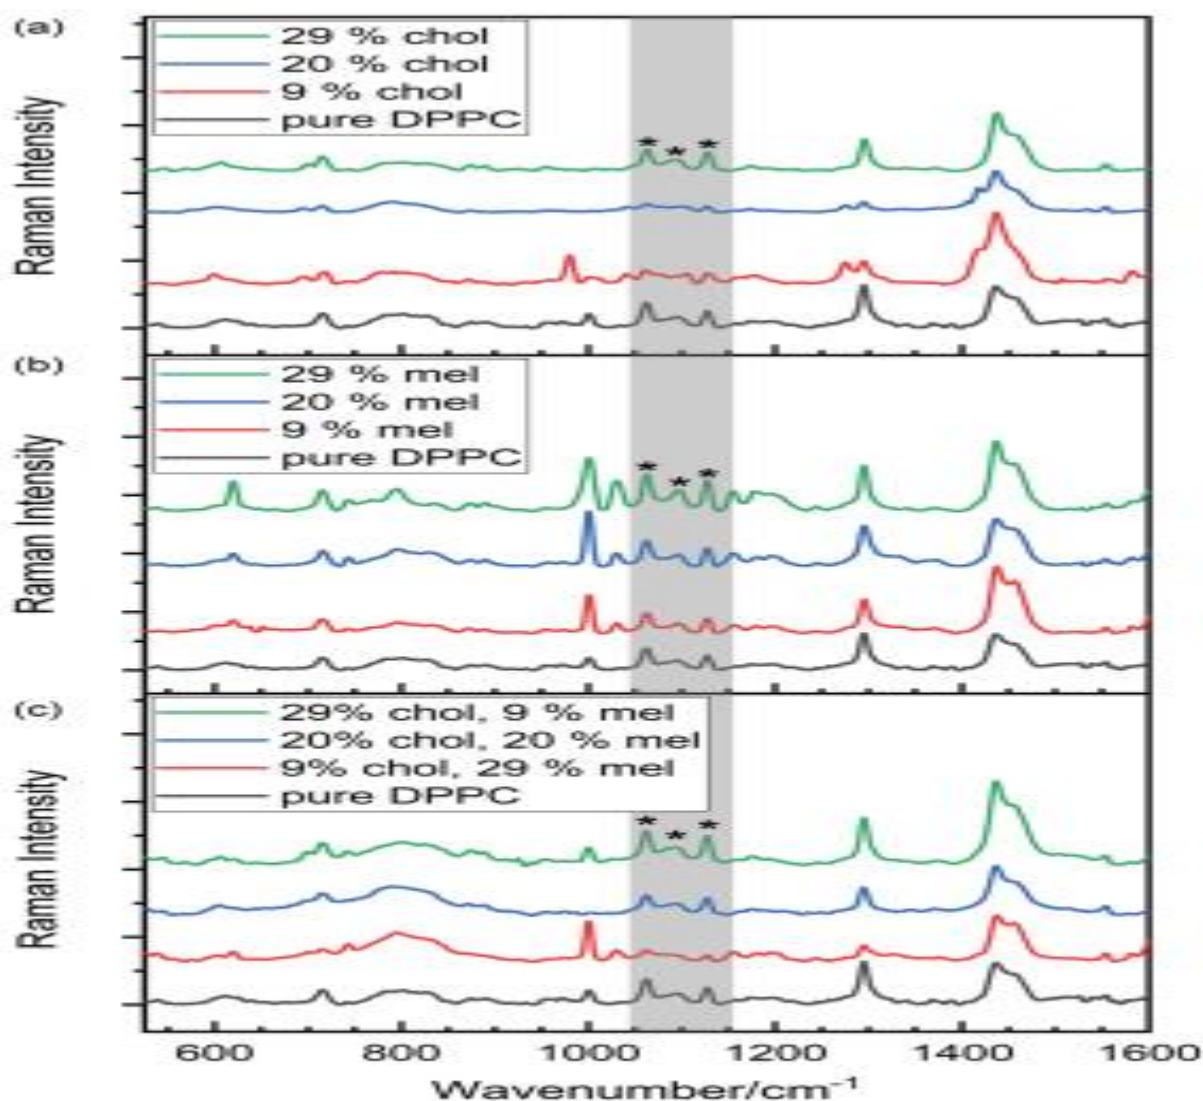 (a)
29 % chol
20 % chol
9 % chol
pure DPPC
* * *
Raman Intensity
(b)
29 % mel
20 % mel
9 % mel
pure DPPC
* * *
Raman Intensity
(c)
29% chol, 9 % mel
20% chol, 20 % mel
9% chol, 29 % mel
pure DPPC
* * *
Raman Intensity
600 800 1000 1200 1400 1600
Wavenumber/cm⁻¹